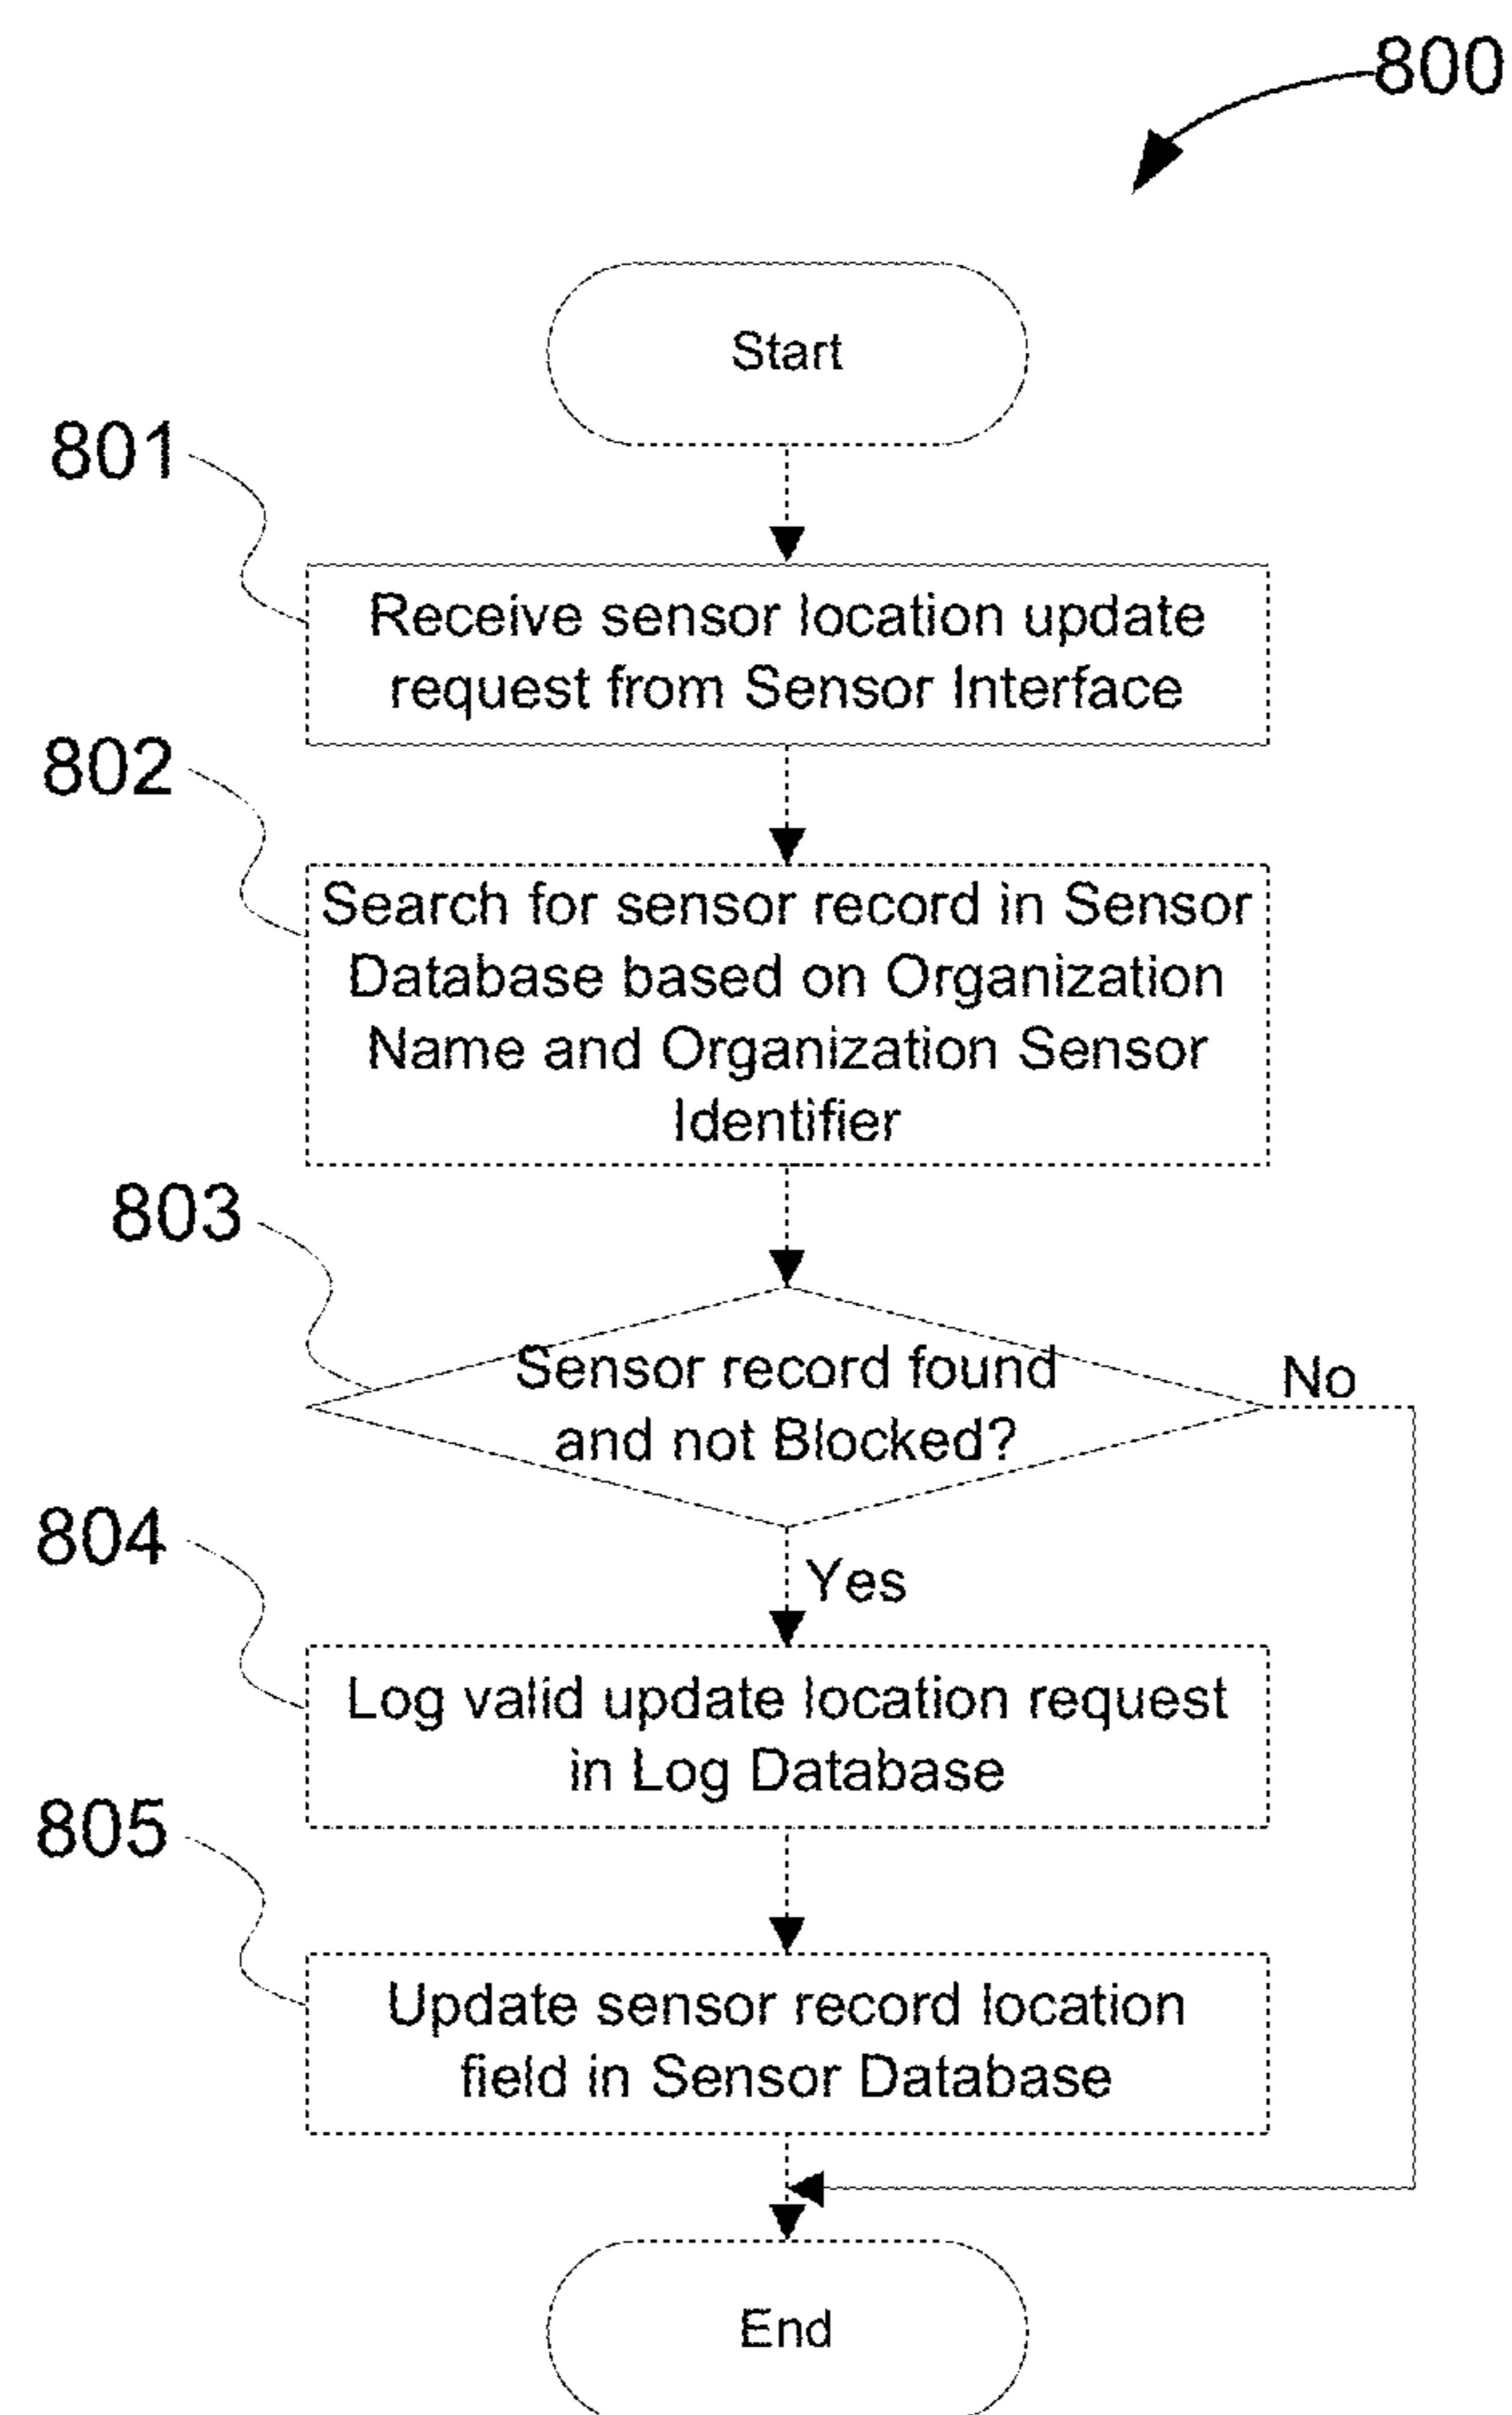 800
Start
801
Receive sensor location update
request from Sensor Interface
802
Search for sensor record in Sensor
Database based on Organization
Name and Organization Sensor
Identifier
803
Sensor record found
and not Blocked?
No
Yes
804
Log valid update location request
in Log Database
805
Update sensor record location
field in Sensor Database
End